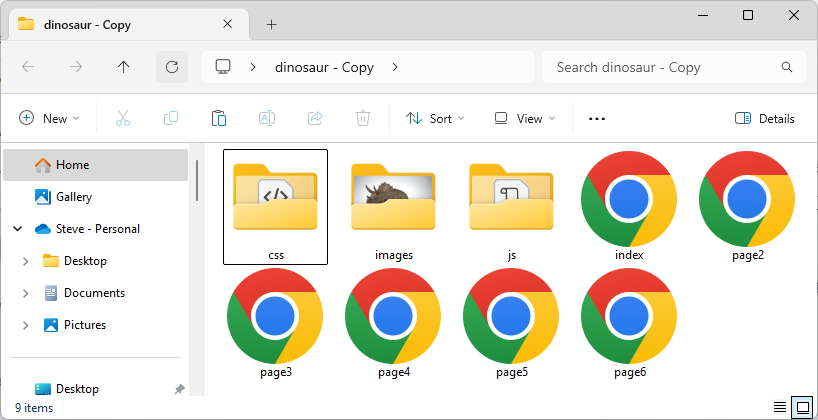 dinosaur - Copy
dinosaur - Copy
Search dinosaur - Copy
New
Sort
View
Details
Home
Gallery
Steve - Personal
Desktop
Documents
Pictures
Desktop
css
images
js
index
page2
page3
page4
page5
page6
9 items